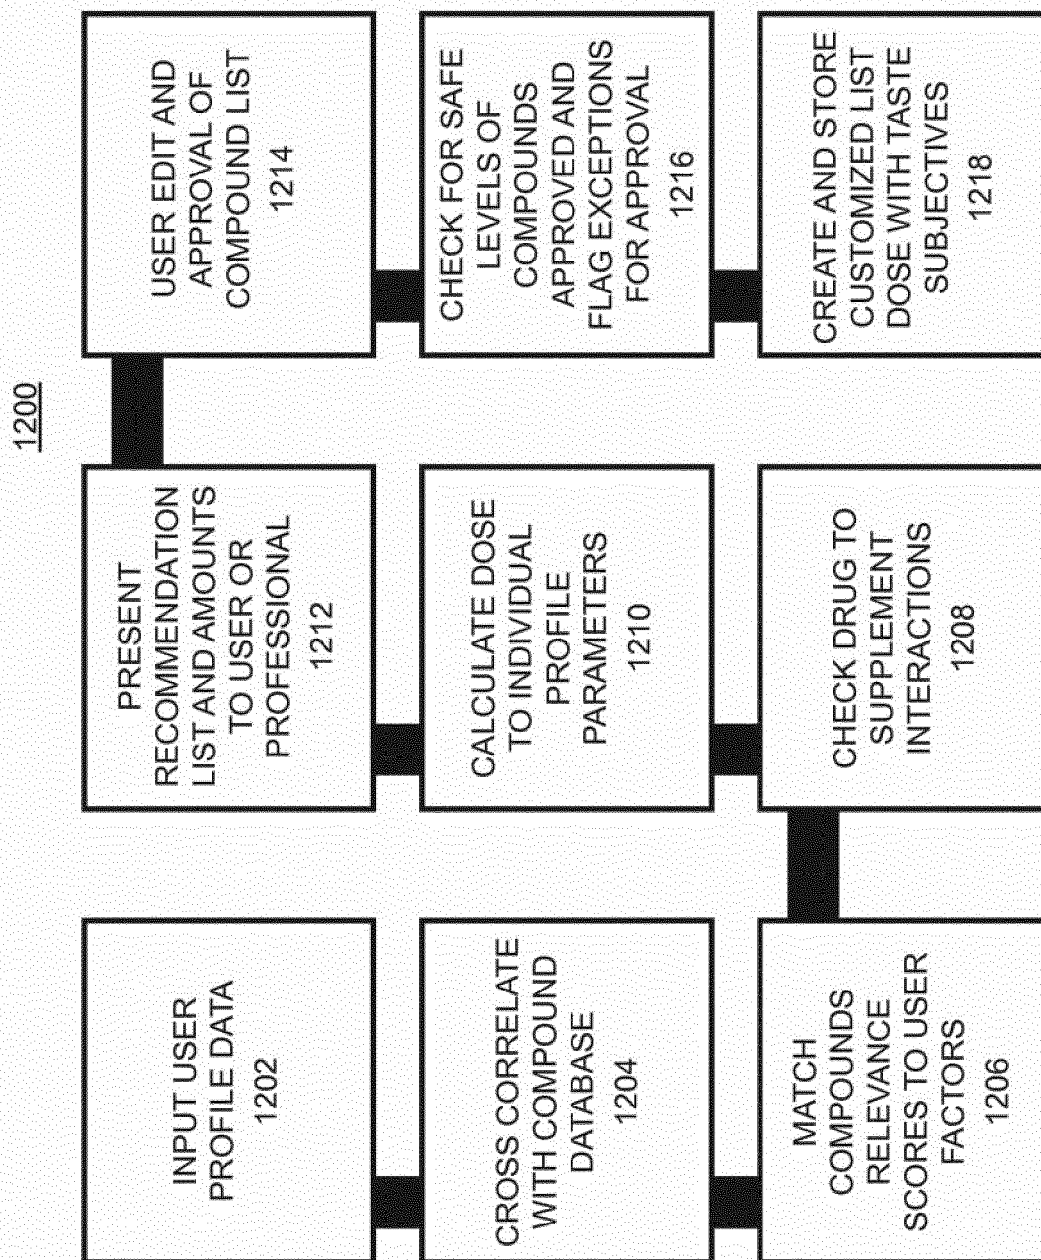 1200
INPUT USER
PROFILE DATA
1202
CROSS CORRELATE
WITH COMPOUND
DATABASE
1204
MATCH
COMPOUNDS
RELEVANCE
SCORES TO USER
FACTORS
1206
CHECK DRUG TO
SUPPLEMENT
INTERACTIONS
1208
CALCULATE DOSE
TO INDIVIDUAL
PROFILE
PARAMETERS
1210
PRESENT
RECOMMENDATION
LIST AND AMOUNTS
TO USER OR
PROFESSIONAL
1212
USER EDIT AND
APPROVAL OF
COMPOUND LIST
1214
CHECK FOR SAFE
LEVELS OF
COMPOUNDS
APPROVED AND
FLAG EXCEPTIONS
FOR APPROVAL
1216
CREATE AND STORE
CUSTOMIZED LIST
DOSE WITH TASTE
SUBJECTIVES
1218